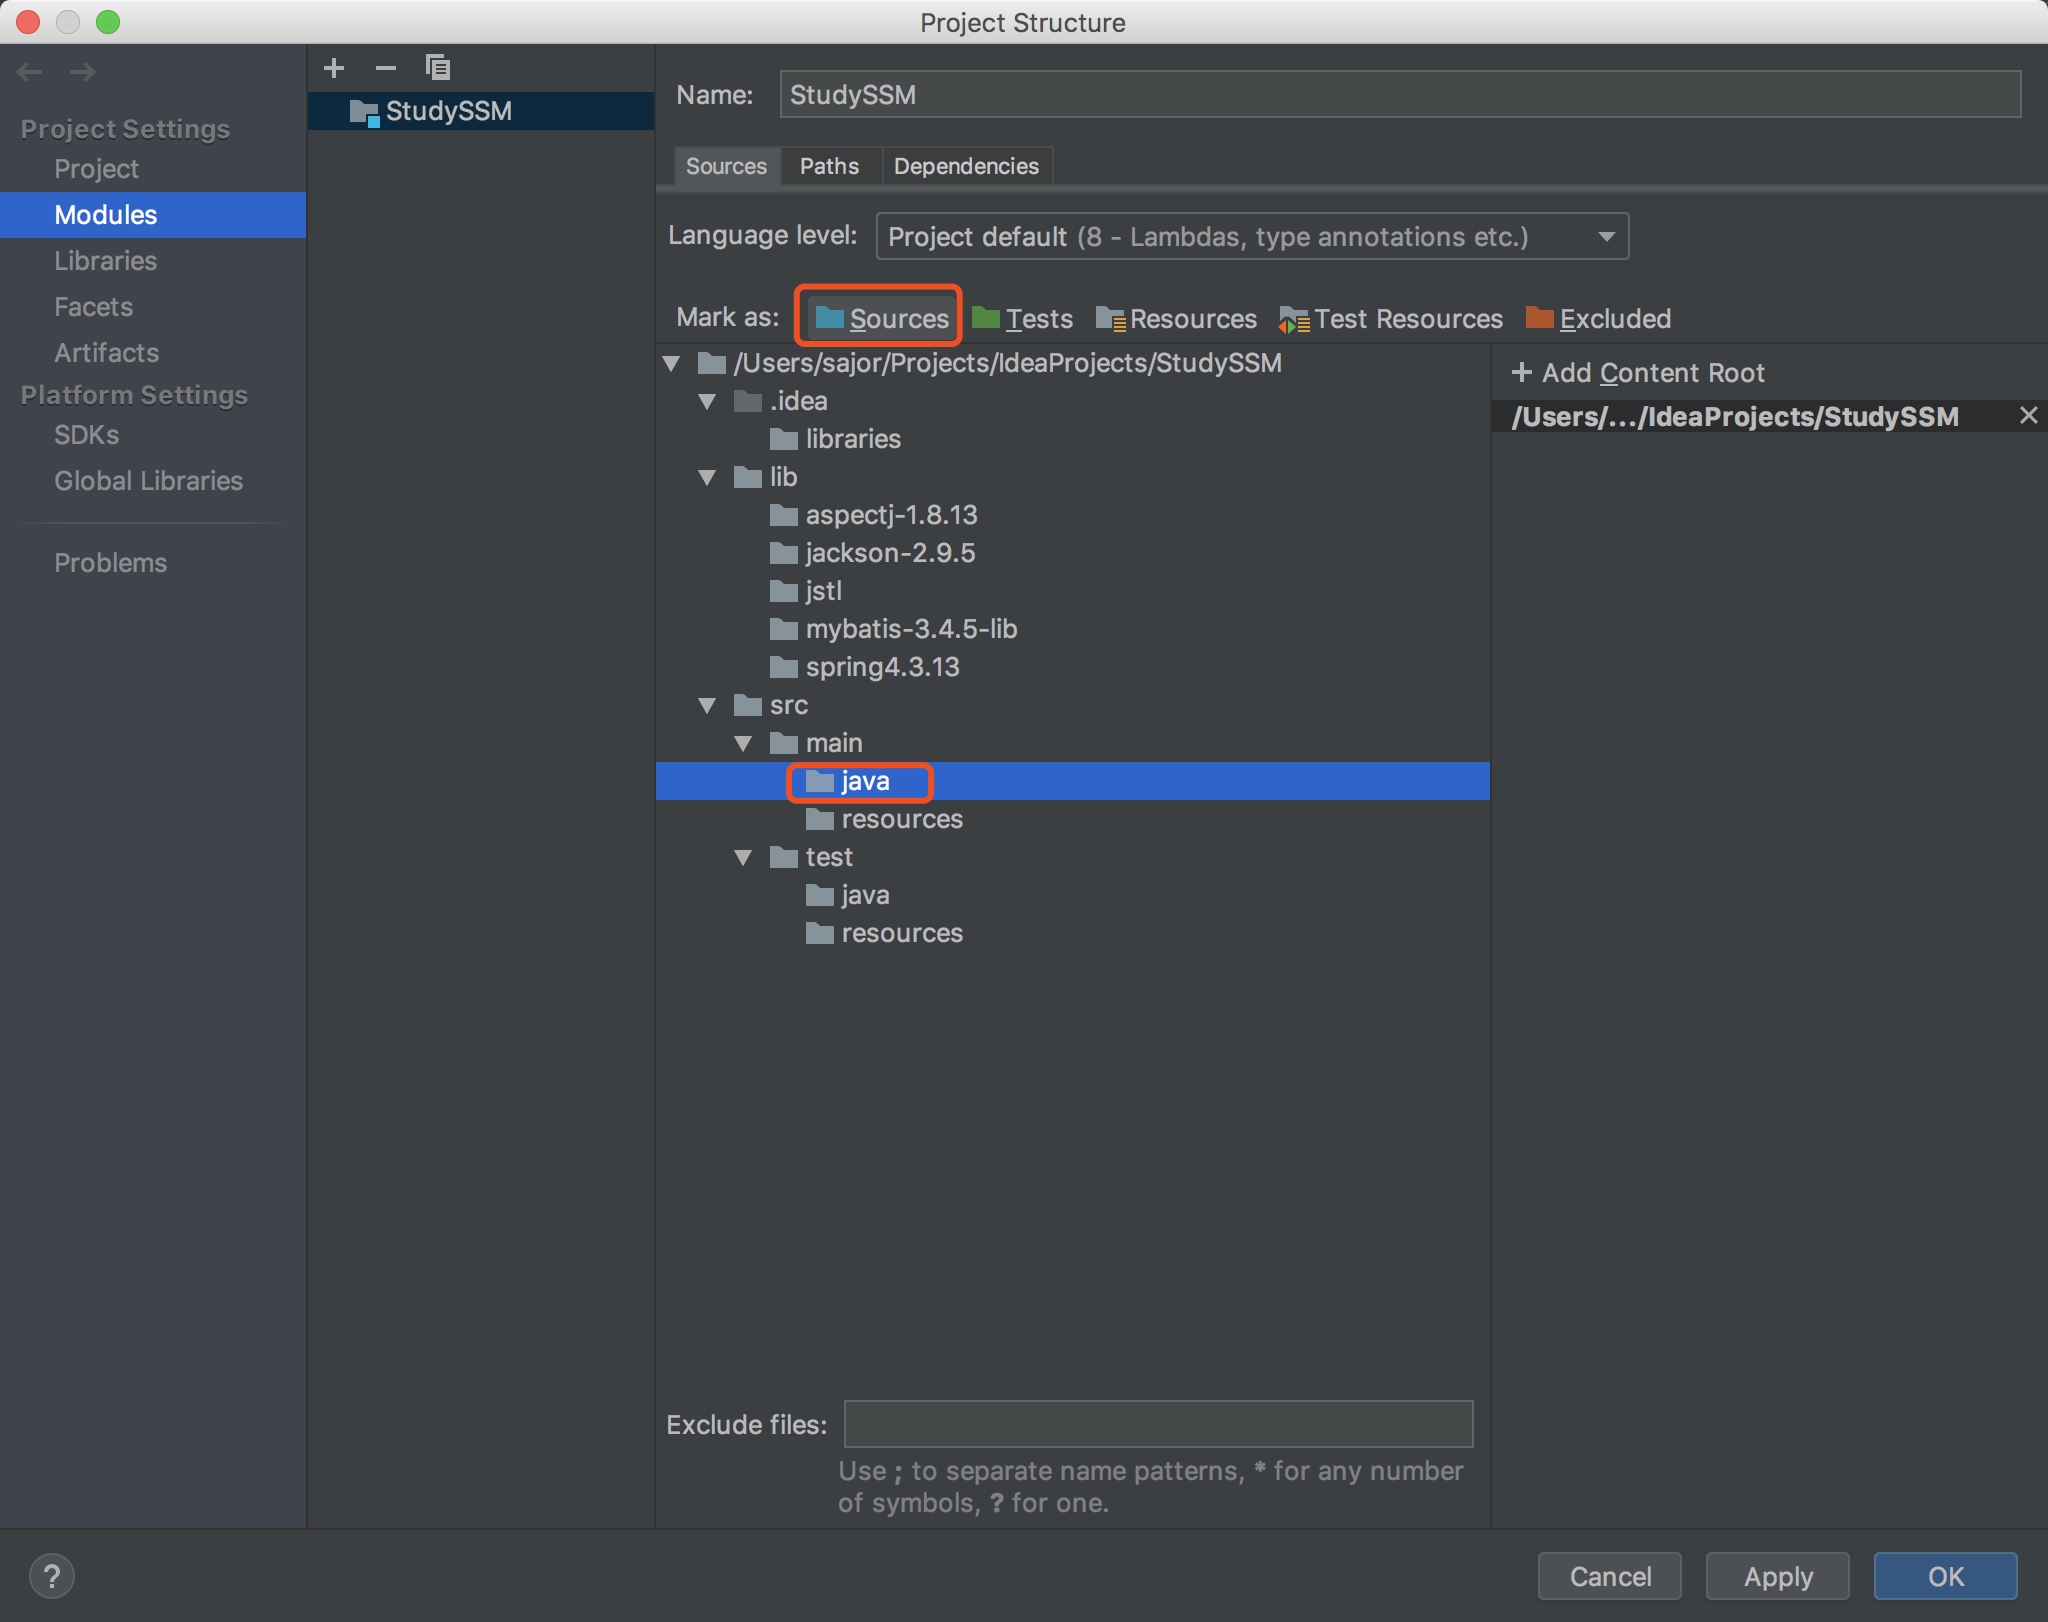 Project Structure
Project Settings
Project
Modules
Libraries
Facets
Artifacts
Platform Settings
SDKs
Global Libraries
Problems
StudySSM
Name: StudySSM
Sources Paths Dependencies
Language level: Project default (8 - Lambdas, type annotations etc.)
Mark as: Sources Tests Resources Test Resources Excluded
/Users/sajor/Projects/IdeaProjects/StudySSM
.idea
libraries
lib
aspectj-1.8.13
jackson-2.9.5
jstl
mybatis-3.4.5-lib
spring4.3.13
src
main
java
resources
test
java
resources
+ Add Content Root
/Users/.../IdeaProjects/StudySSM
Exclude files:
Use ; to separate name patterns, * for any number
of symbols, ? for one.
? Cancel Apply OK